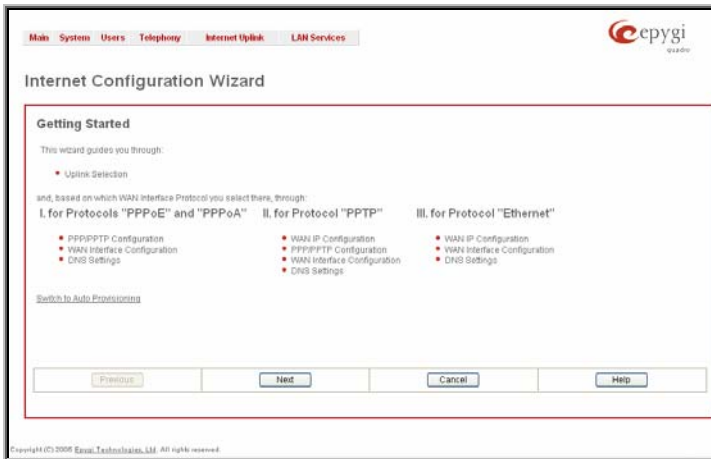 Main System Users Telephony Internet Uplink LAN Services
epygi
quadro
Internet Configuration Wizard
Getting Started
This wizard guides you through:
Uplink Selection
and, based on which WAN Interface Protocol you select there, through:
I. for Protocols "PPPoE" and "PPPoA"
PPP/PPTP Configuration
WAN Interface Configuration
DNS Settings
II. for Protocol "PPTP"
WAN IP Configuration
PPP/PPTP Configuration
WAN Interface Configuration
DNS Settings
III. for Protocol "Ethernet"
WAN IP Configuration
WAN Interface Configuration
DNS Settings
Switch to Auto Provisioning
Previous Next Cancel Help
Copyright (C) 2006 Epygi Technologies, Ltd. All rights reserved.